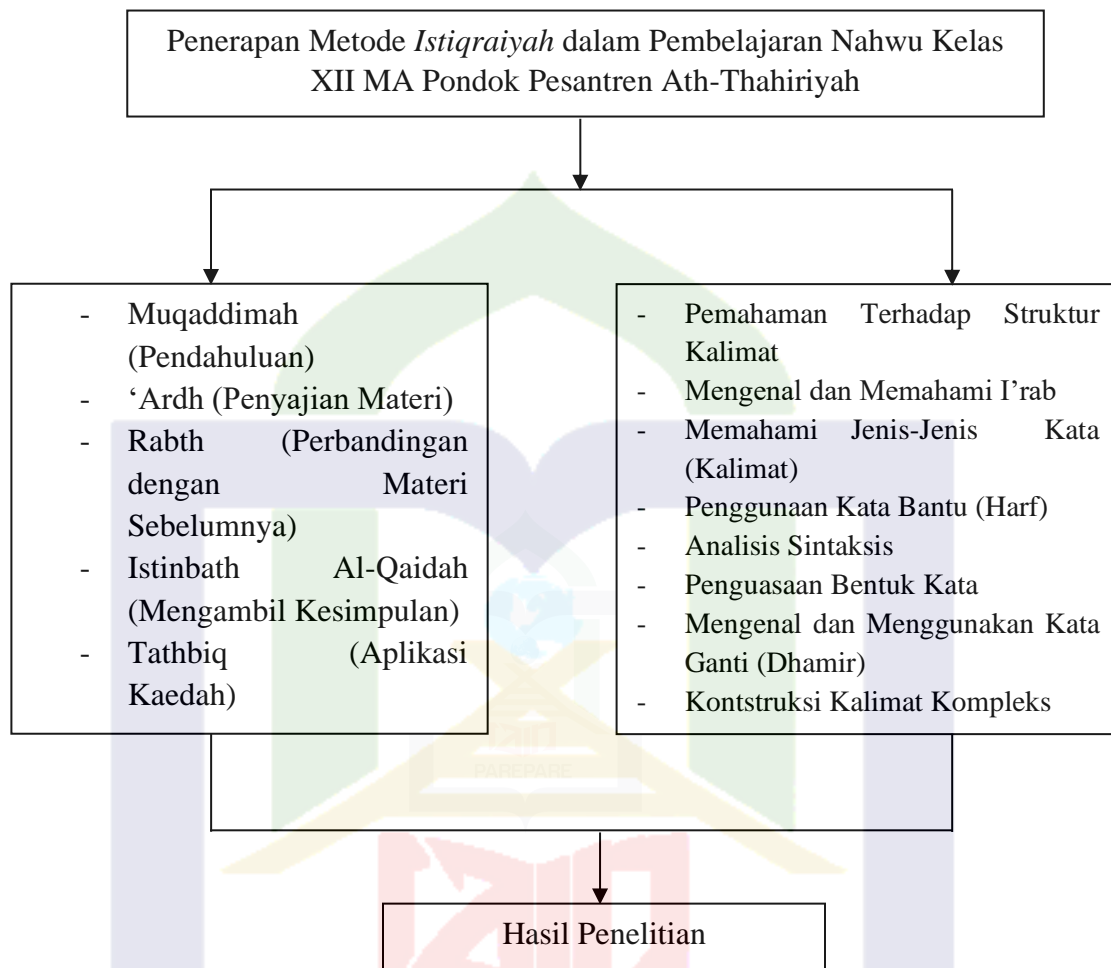 Penerapan Metode Istiqraiyah dalam Pembelajaran Nahwu Kelas
XII MA Pondok Pesantren Ath-Thahiriyah
- Muqaddimah
(Pendahuluan)
- ‘Ardh (Penyajian Materi)
- Rabth (Perbandingan
dengan Materi
Sebelumnya)
- Istinbath Al-Qaidah
(Mengambil Kesimpulan)
- Tathbiq (Aplikasi
Kaedah)
- Pemahaman Terhadap Struktur
Kalimat
- Mengenal dan Memahami I’rab
- Memahami Jenis-Jenis Kata
(Kalimat)
- Penggunaan Kata Bantu (Harf)
- Analisis Sintaksis
- Penguasaan Bentuk Kata
- Mengenal dan Menggunakan Kata
Ganti (Dhamir)
- Kontstruksi Kalimat Kompleks
PAREPARE
Hasil Penelitian